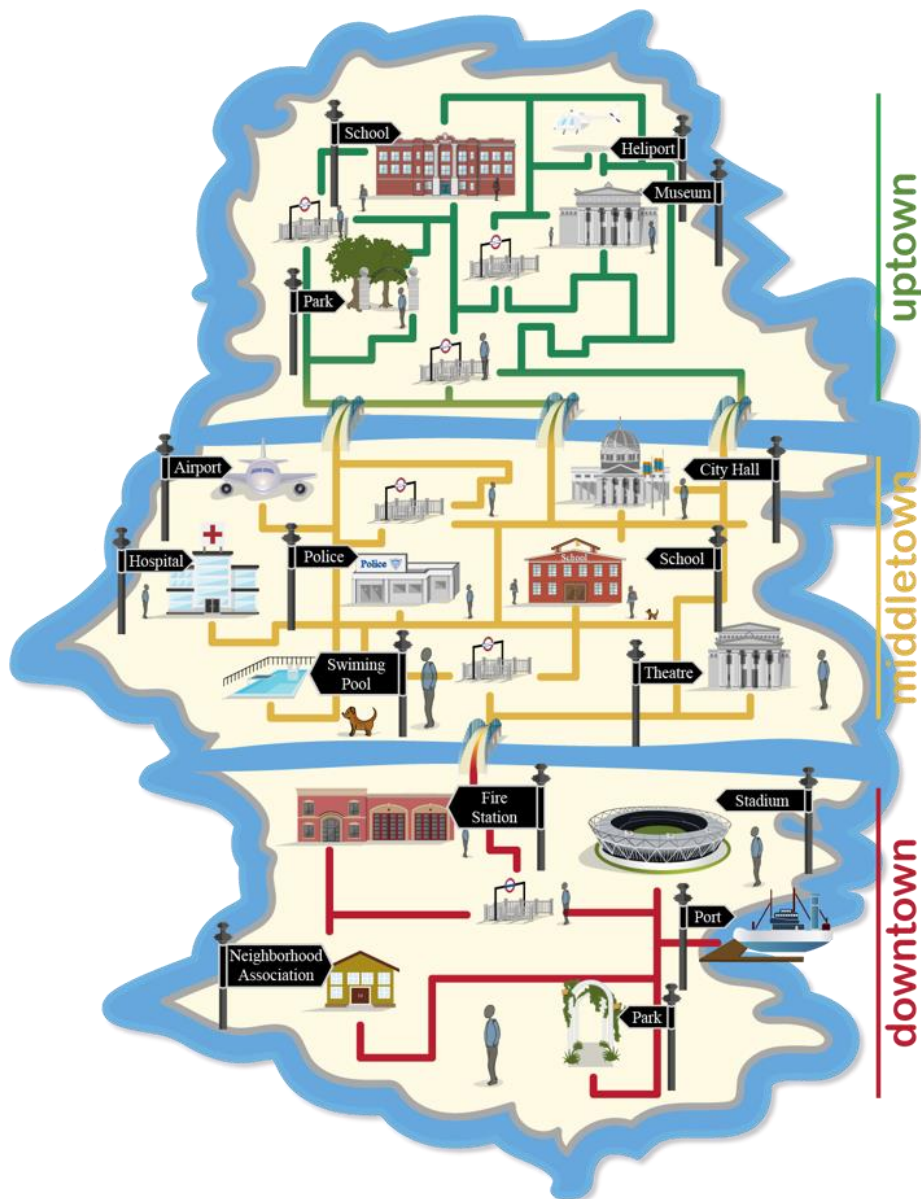 School
Heliport
Museum
Park
uptown
Airport
City Hall
Hospital
Police
Police
School
School
Swiming
Pool
Theatre
middletown
Fire
Station
Stadium
Port
Neighborhood
Association
Park
downtown